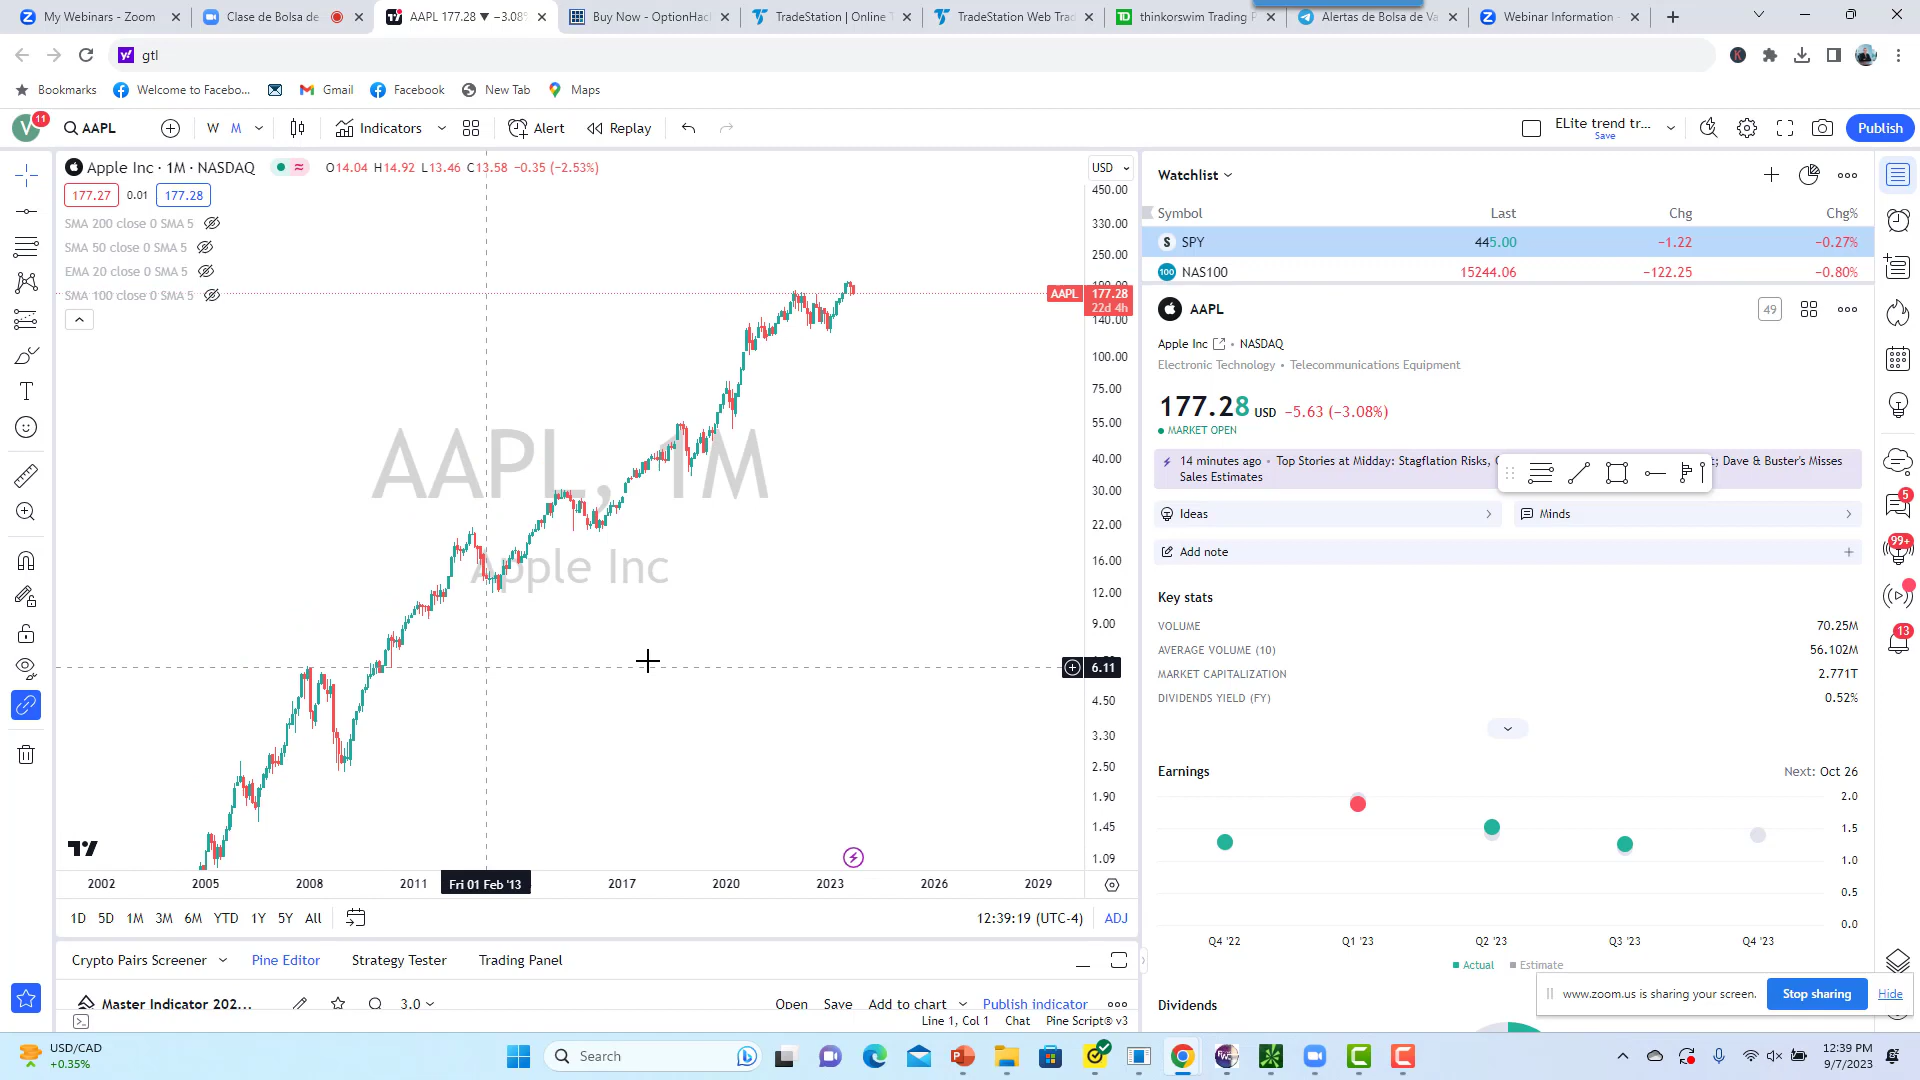 My Webinars - Zoom
Clase de Bolsa de
AAPL 177.28 ▼ −3.08%
Buy Now - OptionHac
TradeStation | Online T
TradeStation Web Trad
thinkorswim Trading P
Alertas de Bolsa de Va
Webinar Information -
gtl
K
Bookmarks
Welcome to Facebo...
Gmail
Facebook
New Tab
Maps
V
11
AAPL
W
M
Indicators
Alert
Replay
ELite trend tr...
Save
Publish
Apple Inc · 1M · NASDAQ
O14.04 H14.92 L13.46 C13.58 −0.35 (−2.53%)
USD
177.27
0.01
177.28
SMA 200 close 0 SMA 5
SMA 50 close 0 SMA 5
EMA 20 close 0 SMA 5
SMA 100 close 0 SMA 5
AAPL, 1M
Apple Inc
450.00
330.00
250.00
AAPL
177.28
22d 4h
140.00
100.00
75.00
55.00
40.00
30.00
22.00
16.00
12.00
9.00
6.11
4.50
3.30
2.50
1.90
1.45
1.09
2002
2005
2008
2011
Fri 01 Feb '13
2017
2020
2023
2026
2029
1D 5D 1M 3M 6M YTD 1Y 5Y All
12:39:19 (UTC-4)
ADJ
Crypto Pairs Screener
Pine Editor
Strategy Tester
Trading Panel
Master Indicator 202...
3.0
Open
Save
Add to chart
Publish indicator
Line 1, Col 1
Chat
Pine Script® v3
Watchlist
Symbol Last Chg Chg%
S SPY 445.00 −1.22 −0.27%
100 NAS100 15244.06 −122.25 −0.80%
AAPL
49
Apple Inc
NASDAQ
Electronic Technology • Telecommunications Equipment
177.28 USD −5.63 (−3.08%)
MARKET OPEN
14 minutes ago • Top Stories at Midday: Stagflation Risks,
t; Dave & Buster's Misses
Sales Estimates
Ideas
Minds
Add note
Key stats
VOLUME 70.25M
AVERAGE VOLUME (10) 56.102M
MARKET CAPITALIZATION 2.771T
DIVIDENDS YIELD (FY) 0.52%
Earnings
Next: Oct 26
2.0
1.5
1.0
0.5
0.0
Q4 '22
Q1 '23
Q2 '23
Q3 '23
Q4 '23
Actual
Estimate
Dividends
5
99+
13
www.zoom.us is sharing your screen.
Stop sharing
Hide
USD/CAD
+0.35%
Search
12:39 PM
9/7/2023